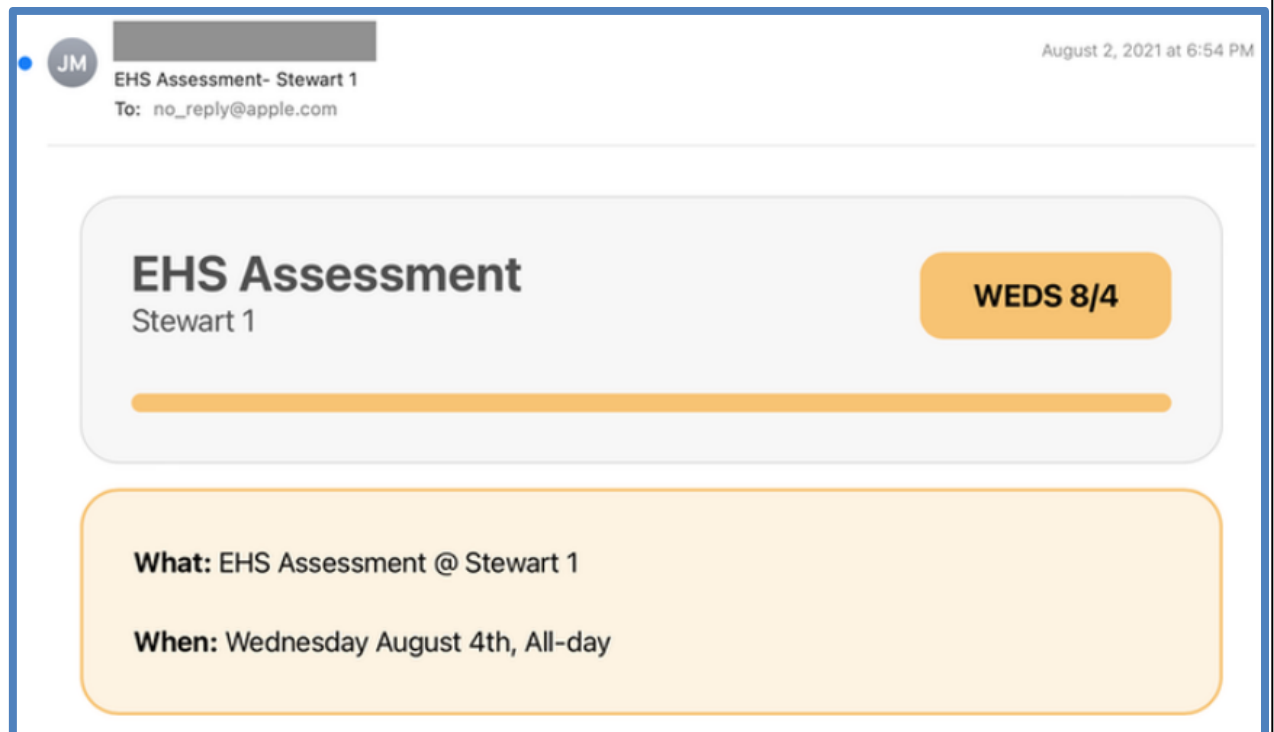 JM
August 2, 2021 at 6:54 PM
EHS Assessment- Stewart 1
To: no_reply@apple.com
EHS Assessment
Stewart 1
WEDS 8/4
What: EHS Assessment @ Stewart 1
When: Wednesday August 4th, All-day